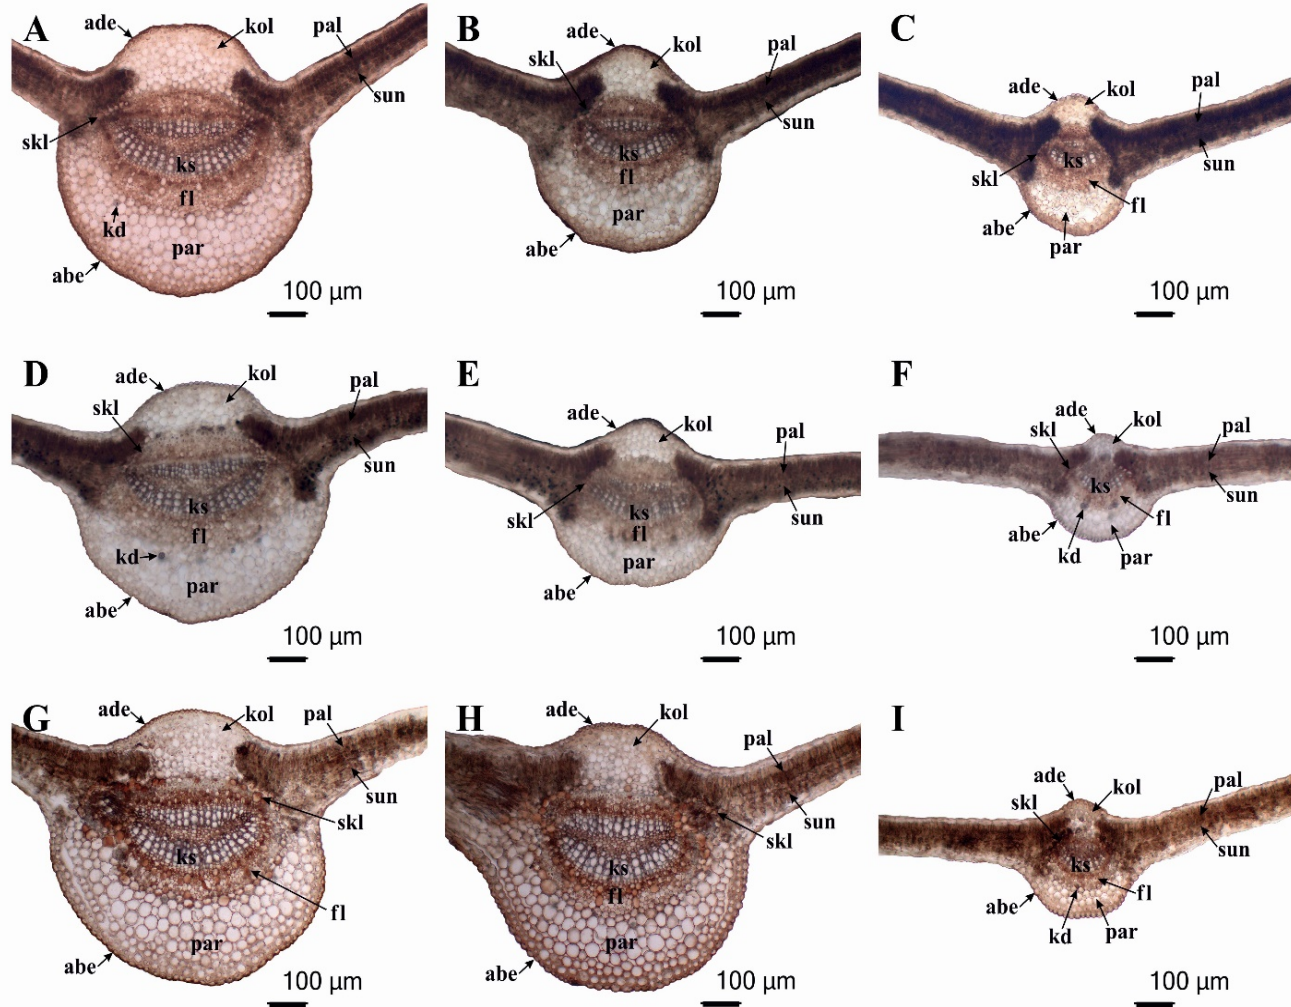 A
ade
kol
pal
sun
skl
ks
fl
kd
par
abe
100 µm
B
ade
kol
pal
skl
sun
ks
fl
par
abe
100 µm
C
ade
kol
pal
sun
skl
ks
fl
abe
par
100 µm
D
ade
kol
pal
skl
sun
ks
fl
kd
par
abe
100 µm
E
ade
kol
pal
skl
sun
fl
par
abe
100 µm
F
ade
kol
skl
pal
sun
ks
fl
abe
kd
par
100 µm
G
ade
kol
pal
sun
skl
ks
fl
par
abe
100 µm
H
ade
kol
pal
sun
skl
ks
fl
par
abe
100 µm
I
ade
kol
pal
skl
sun
ks
fl
abe
kd
par
100 µm